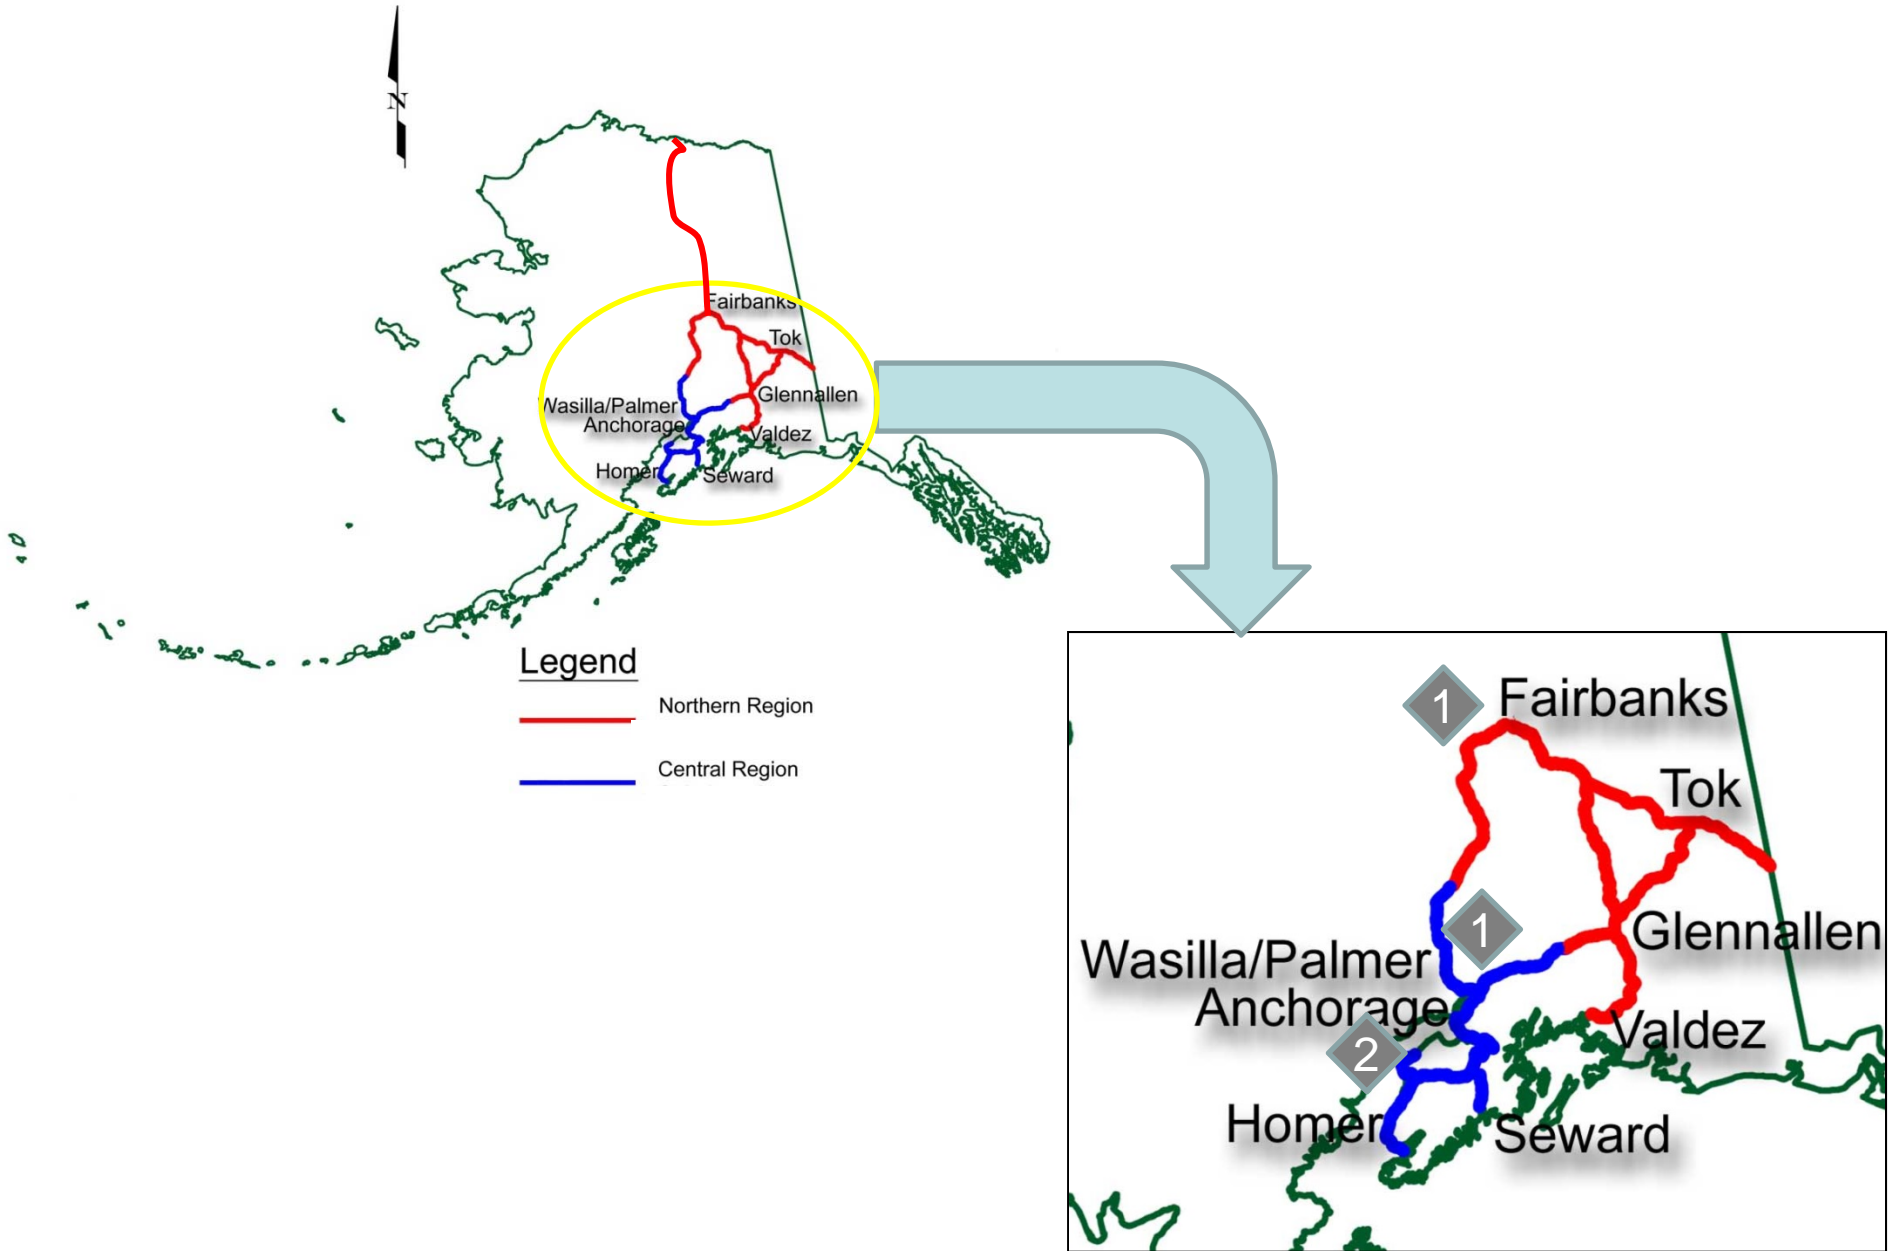 N
Fairbanks
Tok
Glennallen
Wasilla/Palmer
Anchorage
Valdez
Homer
Seward
Legend
Northern Region
Central Region
1
Fairbanks
Tok
1
Glennallen
Wasilla/Palmer
Anchorage
Valdez
2
Homer
Seward